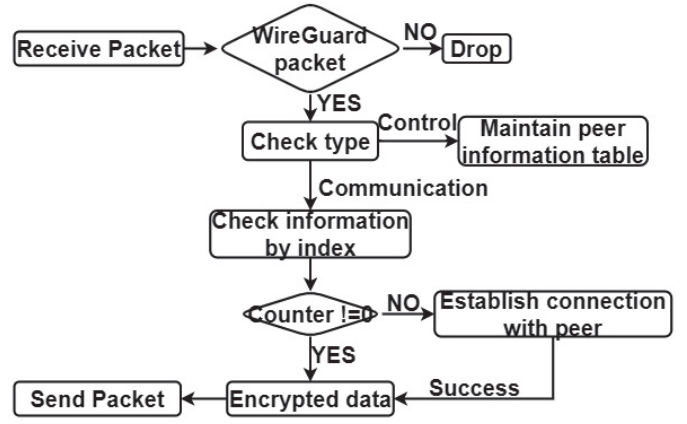 Receive Packet
WireGuard
packet
NO
Drop
YES
Check type
Control
Maintain peer
information table
Communication
Check information
by index
Counter !=0
NO
Establish connection
with peer
YES
Send Packet
Encrypted data
Success